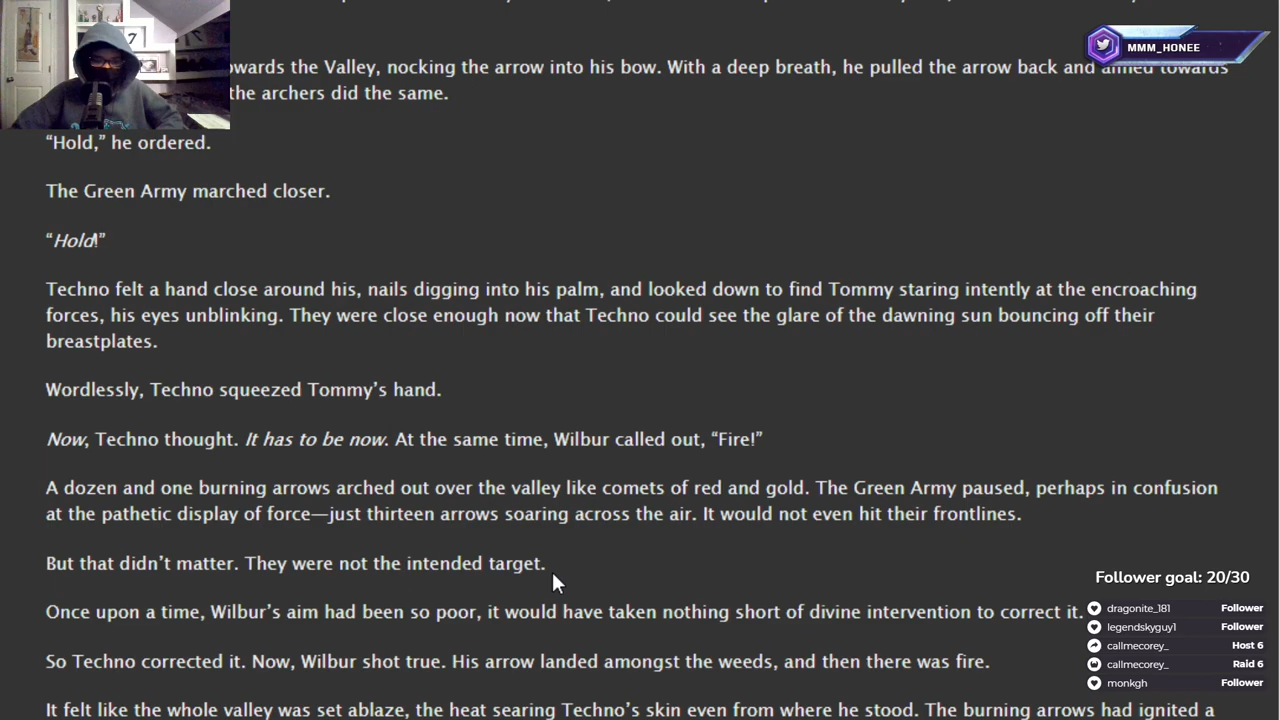 7
MMM_HONEE
owards the Valley, nocking the arrow into his bow. With a deep breath, he pulled the arrow back and aimed towards
the archers did the same.
“Hold,” he ordered.
The Green Army marched closer.
“Hold!”
Techno felt a hand close around his, nails digging into his palm, and looked down to find Tommy staring intently at the encroaching
forces, his eyes unblinking. They were close enough now that Techno could see the glare of the dawning sun bouncing off their
breastplates.
Wordlessly, Techno squeezed Tommy’s hand.
Now, Techno thought. It has to be now. At the same time, Wilbur called out, “Fire!”
A dozen and one burning arrows arched out over the valley like comets of red and gold. The Green Army paused, perhaps in confusion
at the pathetic display of force—just thirteen arrows soaring across the air. It would not even hit their frontlines.
But that didn’t matter. They were not the intended target.
Once upon a time, Wilbur’s aim had been so poor, it would have taken nothing short of divine intervention to correct it.
So Techno corrected it. Now, Wilbur shot true. His arrow landed amongst the weeds, and then there was fire.
It felt like the whole valley was set ablaze, the heat searing Techno’s skin even from where he stood. The burning arrows had ignited a
Follower goal: 20/30
dragonite_181 Follower
legendskyguy1 Follower
callmecorey_ Host 6
callmecorey_ Raid 6
monkgh Follower